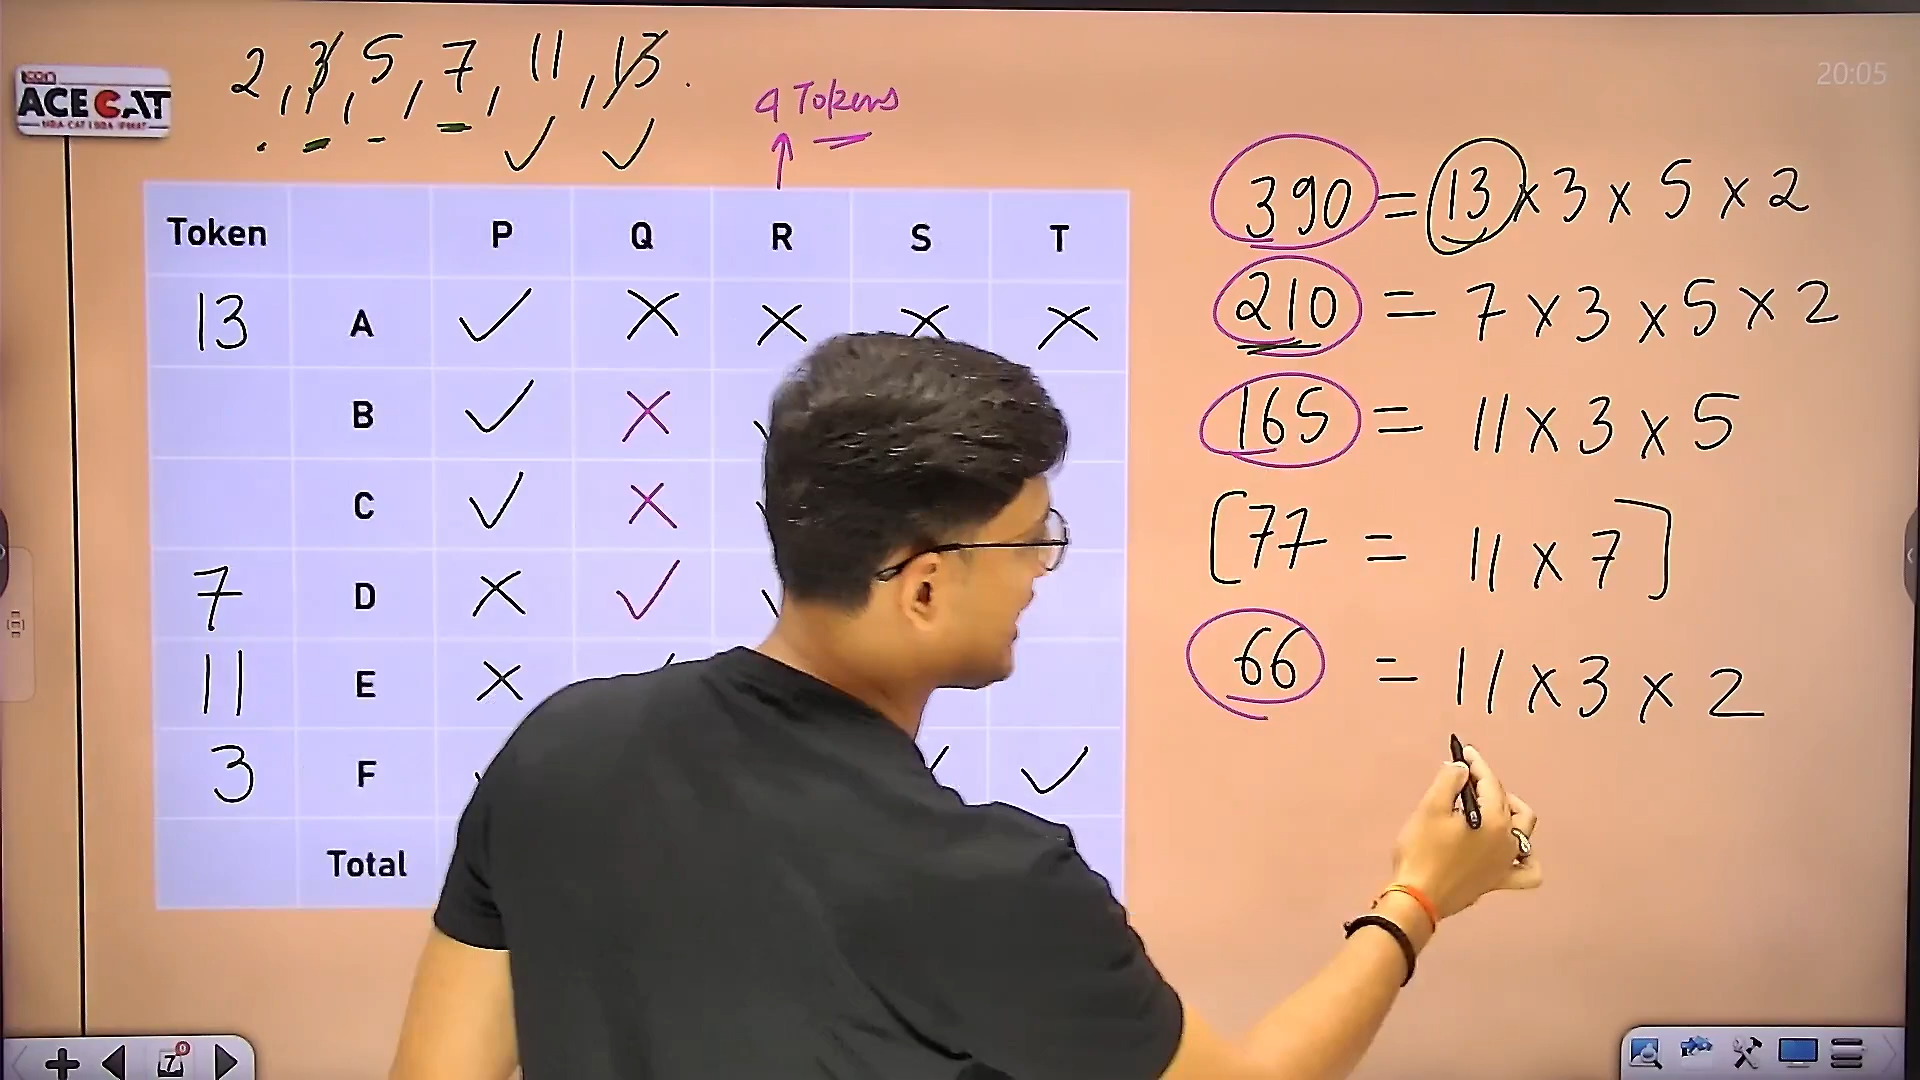 2, 3, 5, 7, 11, 13.
20:05
icon
ACE CAT
4 Tokens
Token P Q R S T
13 A ✓ × × × ×
B ✓ ×
C ✓ ×
7 D × ✓
11 E ×
3 F ✓
Total
390 = 13 × 3 × 5 × 2
210 = 7 × 3 × 5 × 2
165 = 11 × 3 × 5
[77 = 11 × 7]
66 = 11 × 3 × 2